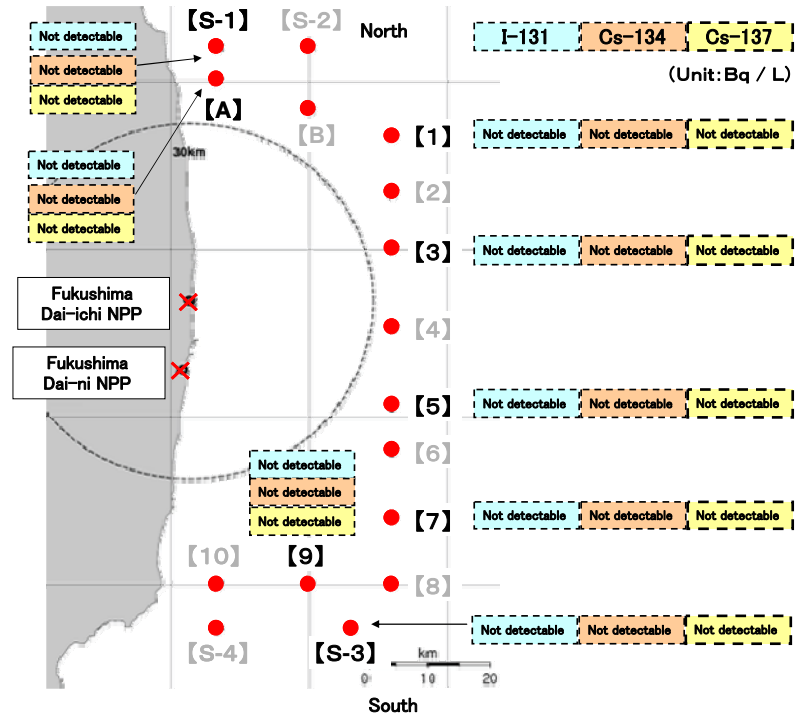 【S-1】
【S-2】
North
I-131
Cs-134
Cs-137
(Unit:Bq / L)
Not detectable
Not detectable
Not detectable
【A】
【B】
【1】
Not detectable
Not detectable
Not detectable
30km
Not detectable
Not detectable
Not detectable
【2】
【3】
Not detectable
Not detectable
Not detectable
Fukushima
Dai-ichi NPP
【4】
Fukushima
Dai-ni NPP
【5】
Not detectable
Not detectable
Not detectable
【6】
Not detectable
Not detectable
Not detectable
【7】
Not detectable
Not detectable
Not detectable
【10】
【9】
【8】
【S-4】
【S-3】
Not detectable
Not detectable
Not detectable
km
0
10
20
South